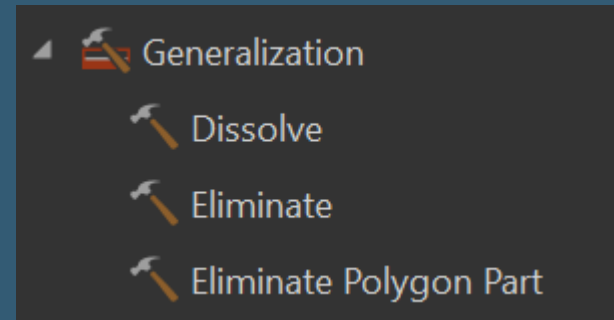 Generalization
Dissolve
Eliminate
Eliminate Polygon Part